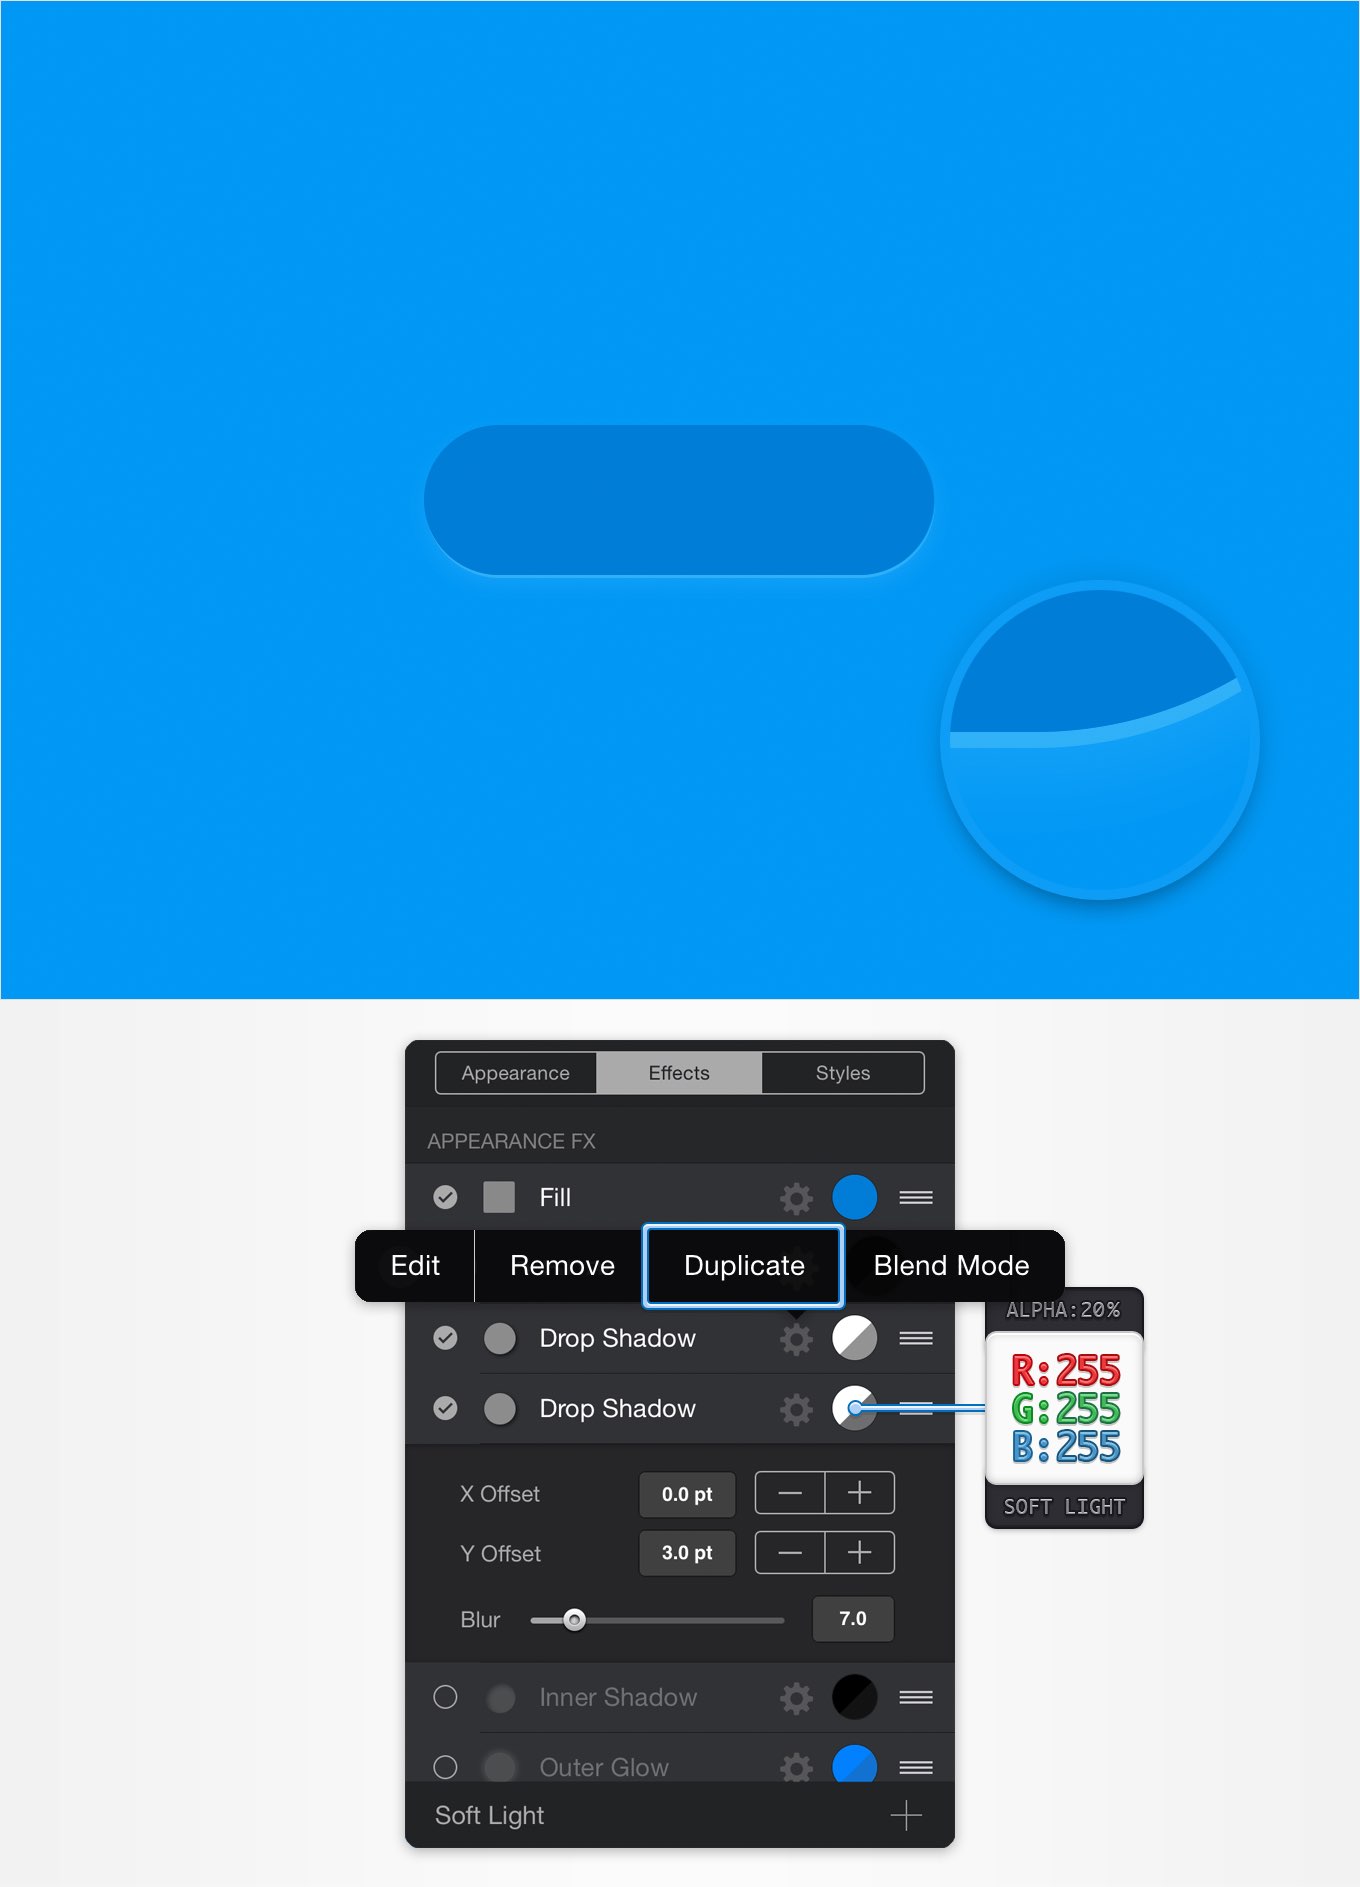 Appearance Effects Styles
APPEARANCE FX
Fill
Edit Remove Duplicate Blend Mode
ALPHA:20%
Drop Shadow
R:255
Drop Shadow
G:255
B:255
X Offset 0.0 pt
SOFT LIGHT
Y Offset 3.0 pt
Blur 7.0
Inner Shadow
Outer Glow
Soft Light